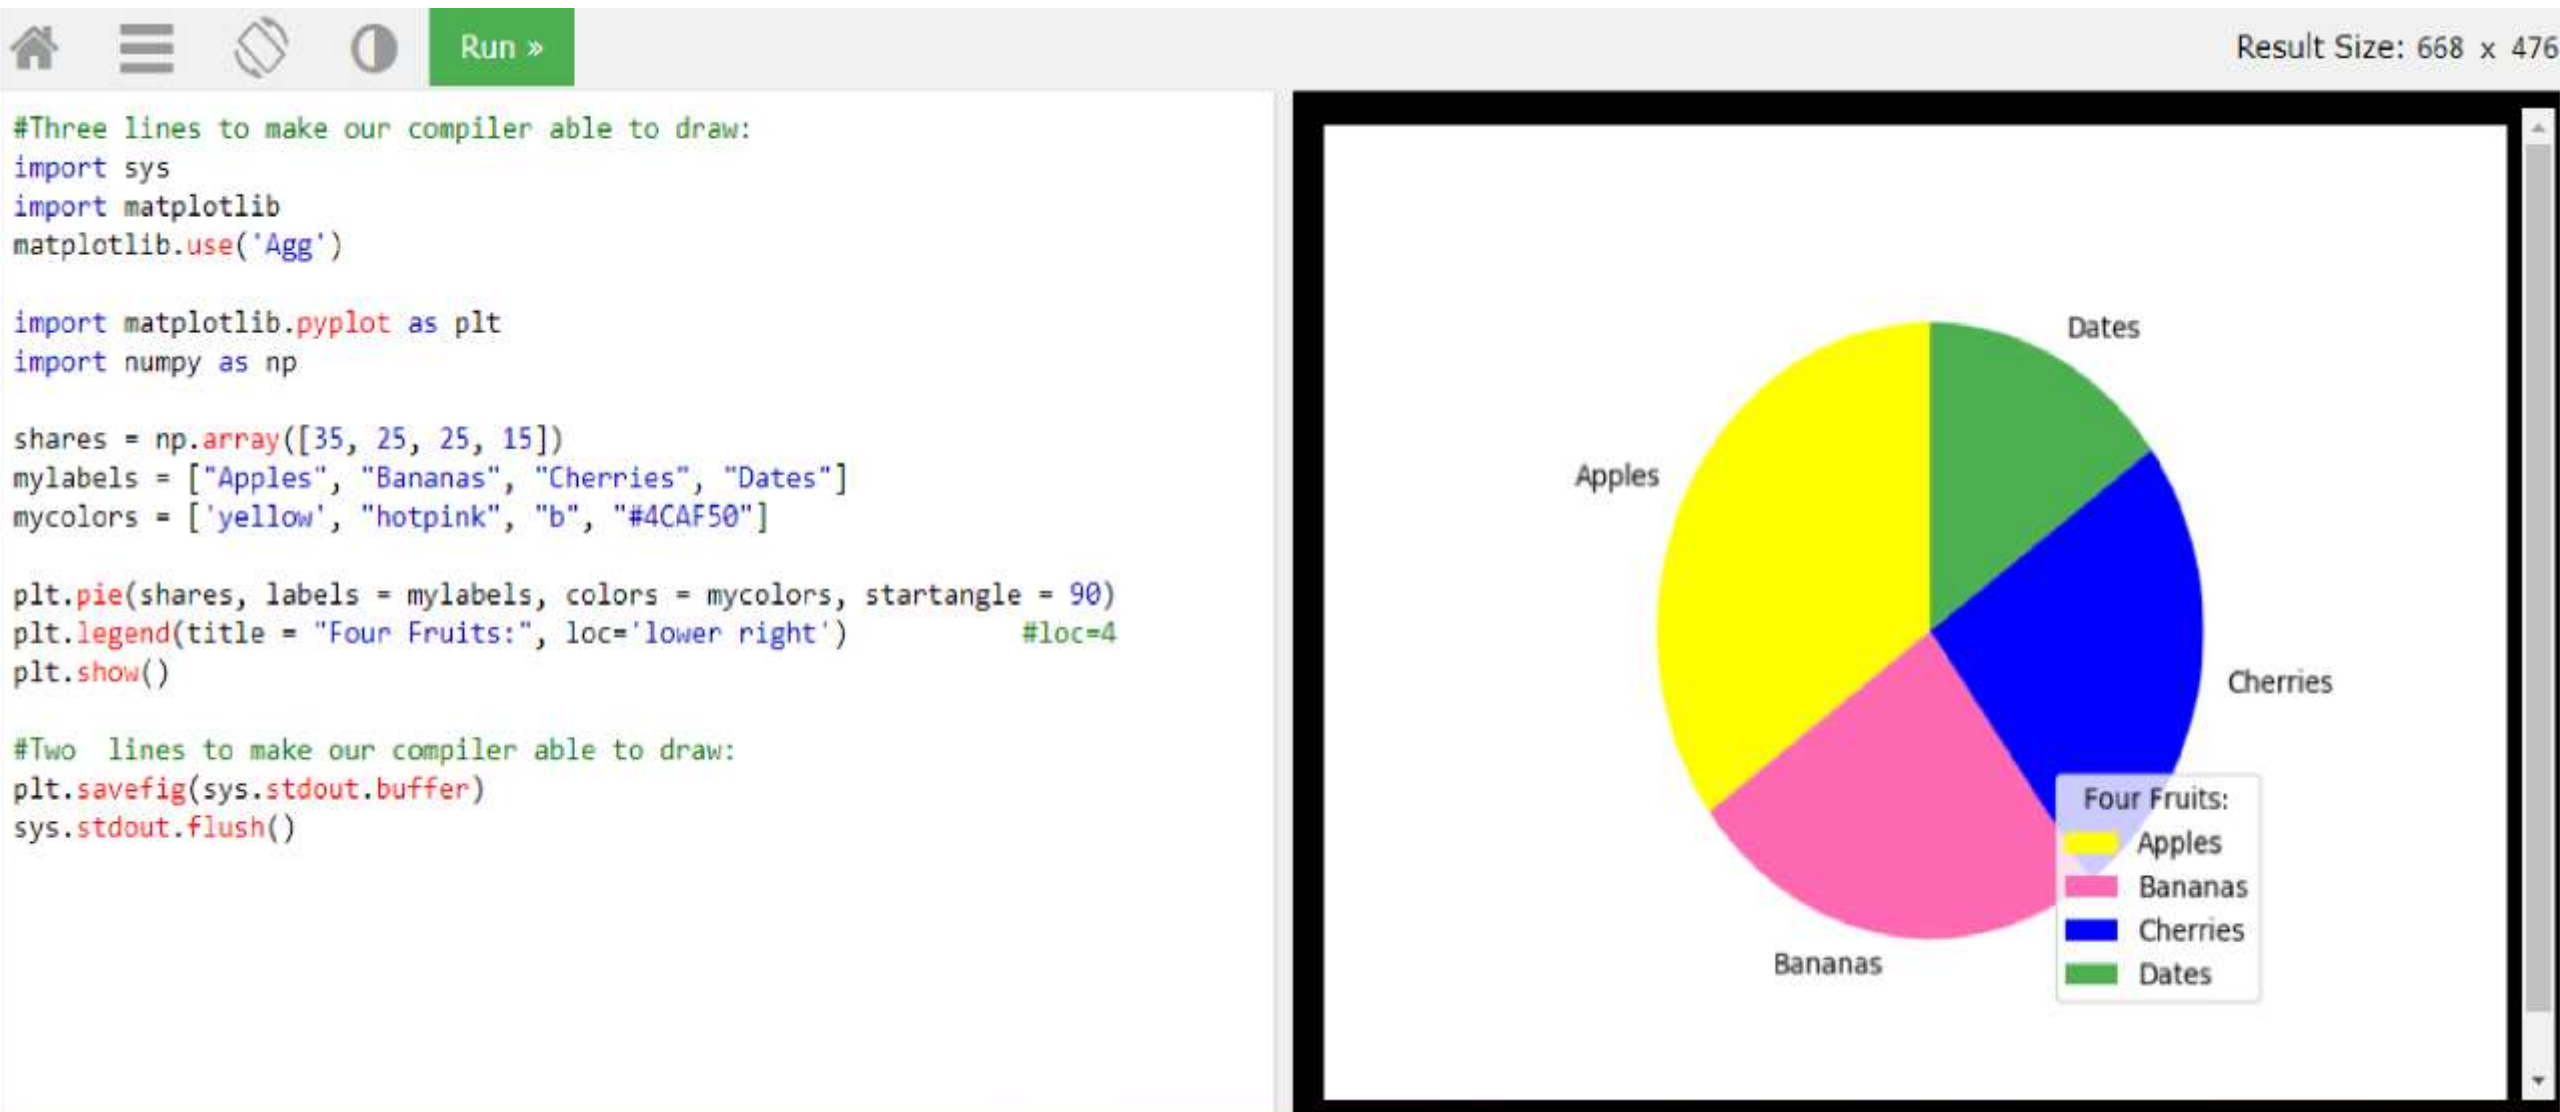 Run »
Result Size: 668 x 476
#Three lines to make our compiler able to draw:
import sys
import matplotlib
matplotlib.use('Agg')
import matplotlib.pyplot as plt
import numpy as np
shares = np.array([35, 25, 25, 15])
mylabels = ["Apples", "Bananas", "Cherries", "Dates"]
mycolors = ['yellow', "hotpink", "b", "#4CAF50"]
plt.pie(shares, labels = mylabels, colors = mycolors, startangle = 90)
plt.legend(title = "Four Fruits:", loc='lower right') #loc=4
plt.show()
#Two  lines to make our compiler able to draw:
plt.savefig(sys.stdout.buffer)
sys.stdout.flush()
Dates
Apples
Cherries
Bananas
Four Fruits:
Apples
Bananas
Cherries
Dates